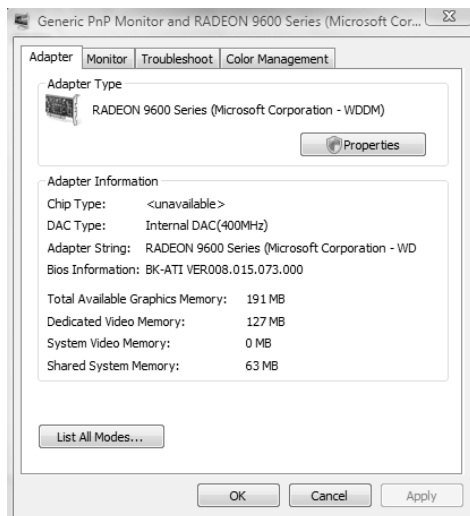 Generic PnP Monitor and RADEON 9600 Series (Microsoft Cor...
Adapter Monitor Troubleshoot Color Management
Adapter Type
RADEON 9600 Series (Microsoft Corporation - WDDM)
Properties
Adapter Information
Chip Type: <unavailable>
DAC Type: Internal DAC(400MHz)
Adapter String: RADEON 9600 Series (Microsoft Corporation - WD
Bios Information: BK-ATI VER008.015.073.000
Total Available Graphics Memory: 191 MB
Dedicated Video Memory: 127 MB
System Video Memory: 0 MB
Shared System Memory: 63 MB
List All Modes...
OK Cancel Apply